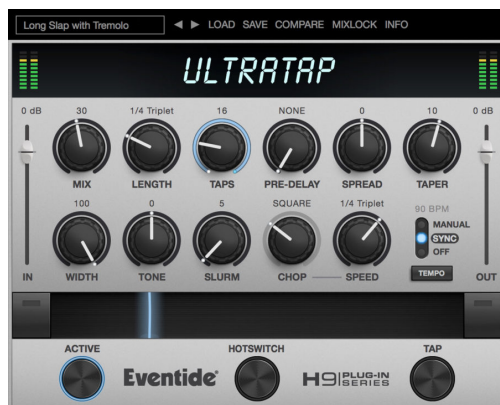 Long Slap with Tremolo ◀ ▶ LOAD SAVE COMPARE MIXLOCK INFO
ULTRATAP
0 dB 30 1/4 Triplet 16 NONE 0 10 0 dB
MIX LENGTH TAPS PRE-DELAY SPREAD TAPER
100 0 5 SQUARE 1/4 Triplet 90 BPM
MANUAL
SYNC
OFF
TEMPO
IN WIDTH TONE SLURM CHOP SPEED OUT
ACTIVE HOTSWITCH TAP
Eventide® H9 PLUG-IN
SERIES